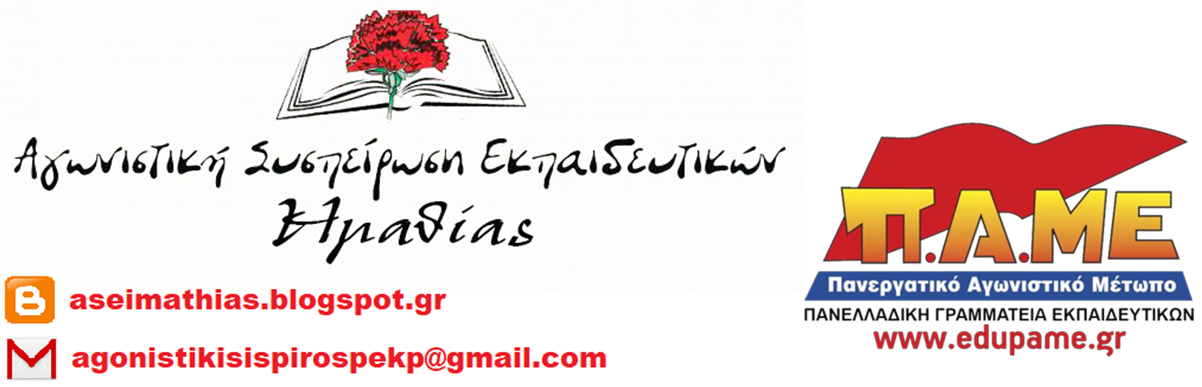 Αγωνιστική Συσπείρωση Εκπαιδευτικών
Ημαθίας
aseimathias.blogspot.gr
agonistikisispirospekp@gmail.com
Π.Α.ΜΕ
Πανεργατικό Αγωνιστικό Μέτωπο
ΠΑΝΕΛΛΑΔΙΚΗ ΓΡΑΜΜΑΤΕΙΑ ΕΚΠΑΙΔΕΥΤΙΚΩΝ
www.edupame.gr